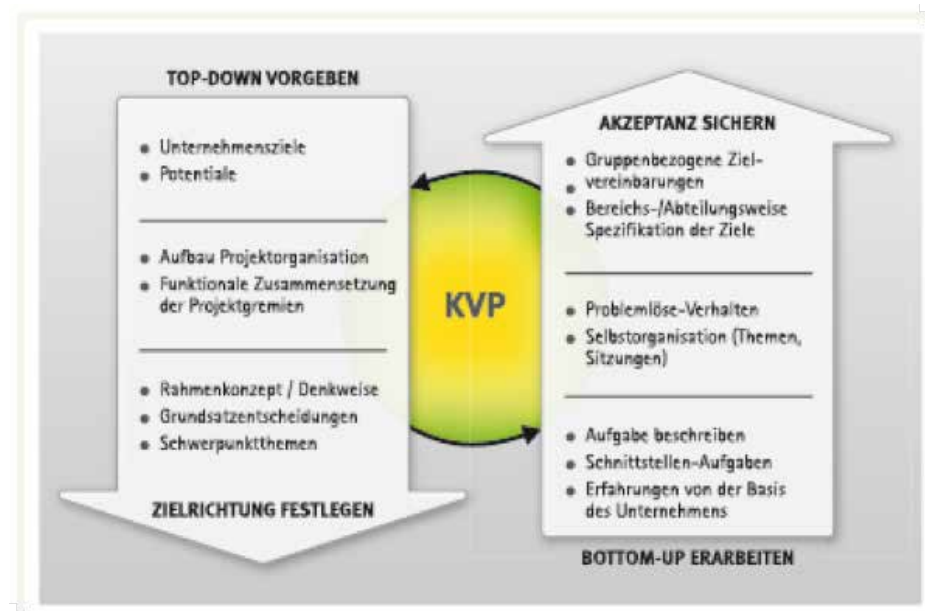 TOP-DOWN VORGEBEN
• Unternehmensziele
• Potentiale
• Aufbau Projektorganisation
• Funktionale Zusammensetzung
der Projektgremien
• Rahmenkonzept / Denkweise
• Grundsatzentscheidungen
• Schwerpunktthemen
ZIELRICHTUNG FESTLEGEN
KVP
AKZEPTANZ SICHERN
• Gruppenbezogene Ziel-
• vereinbarungen
• Bereichs-/Abteilungsweise
Spezifikation der Ziele
• Problemlöse-Verhalten
• Selbstorganisation (Themen,
Sitzungen)
• Aufgabe beschreiben
• Schnittstellen-Aufgaben
• Erfahrungen von der Basis
des Unternehmens
BOTTOM-UP ERARBEITEN